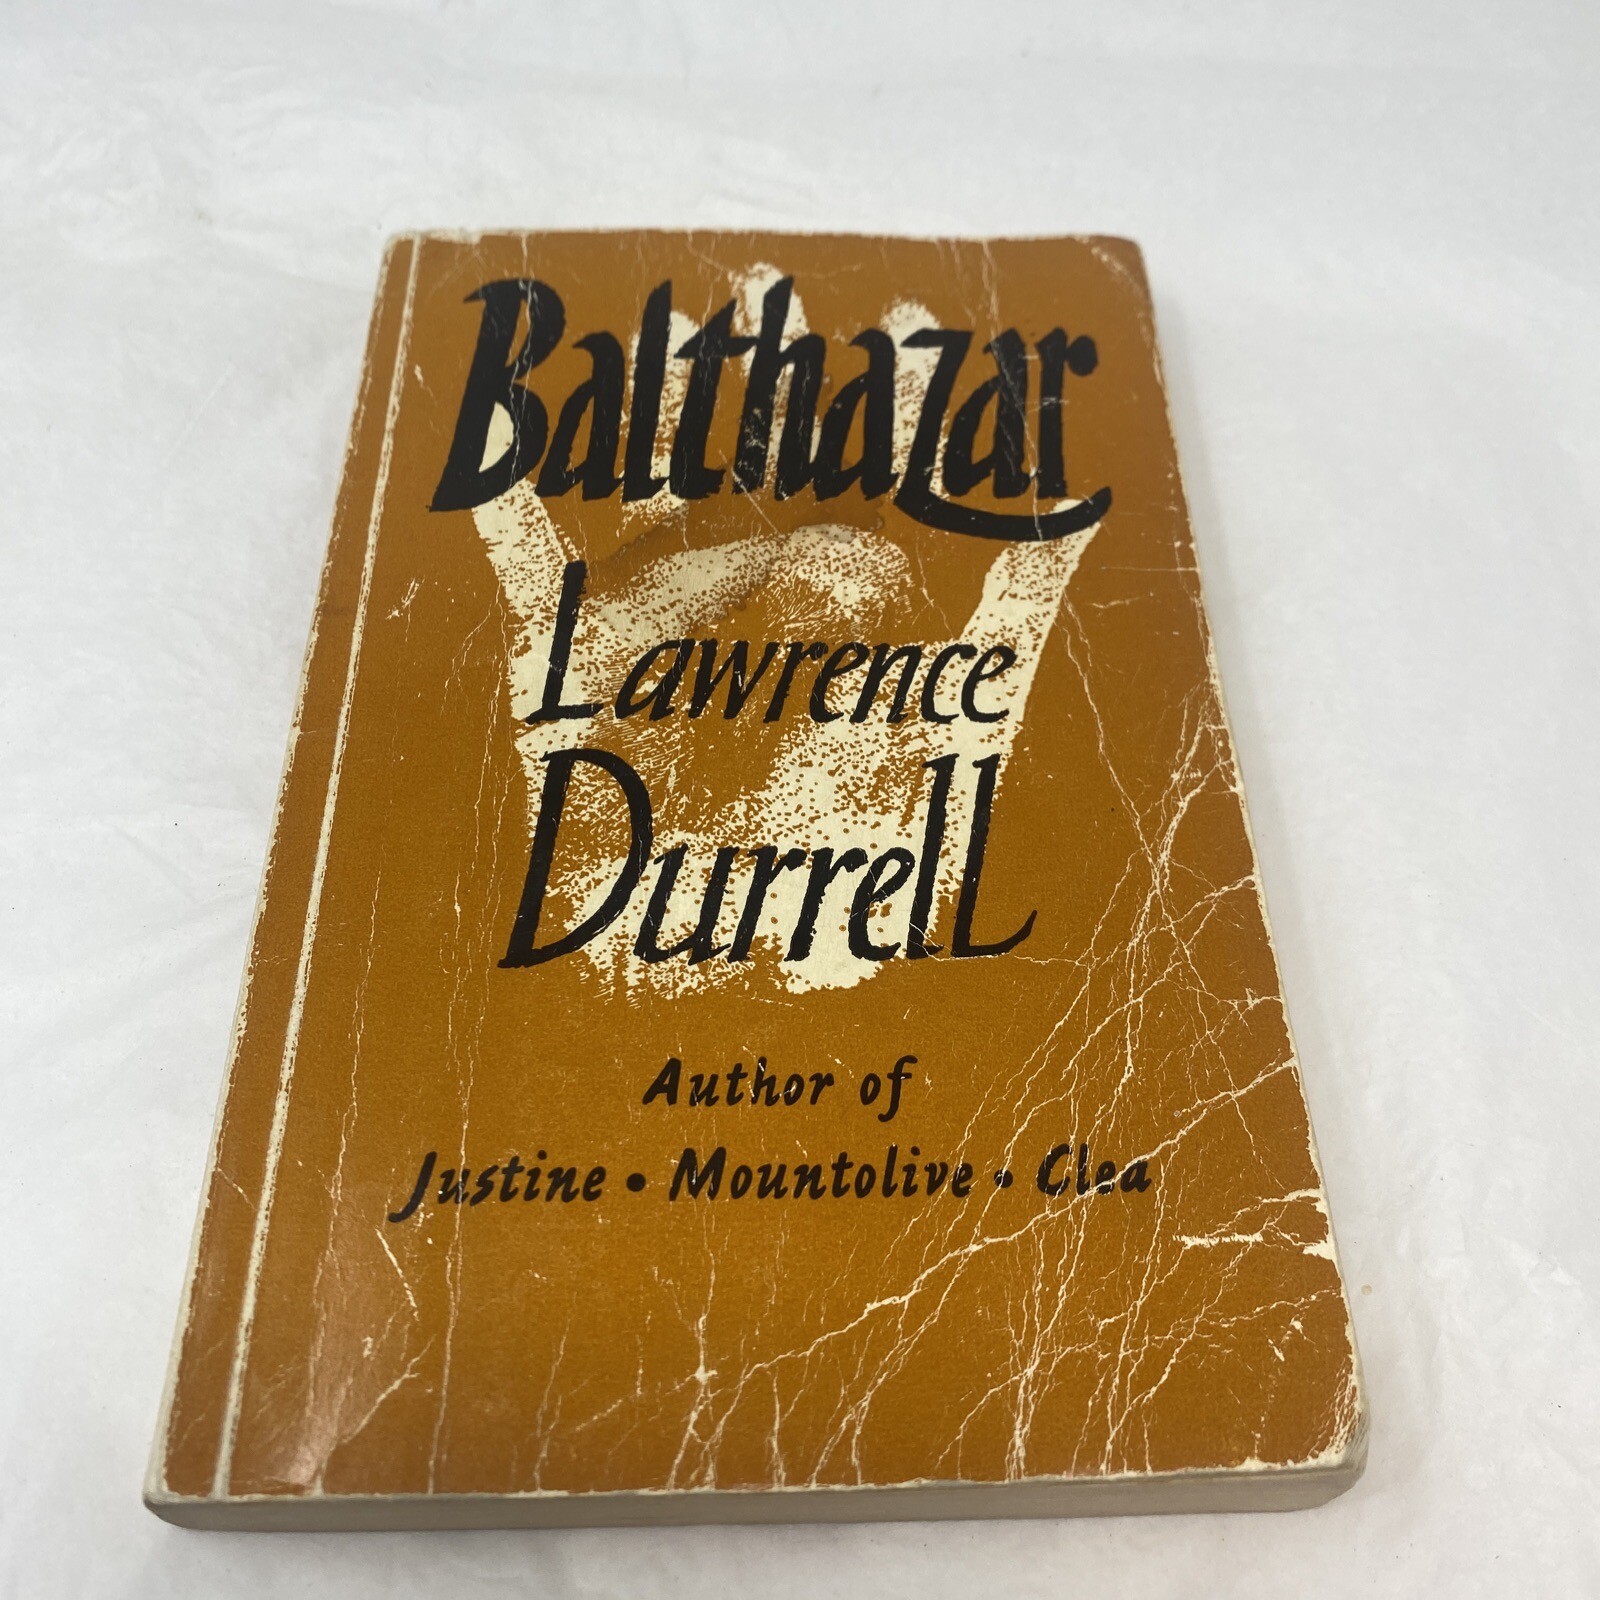 Balthazar
Lawrence
Durrell
Author of
Justine • Mountolive • Clea